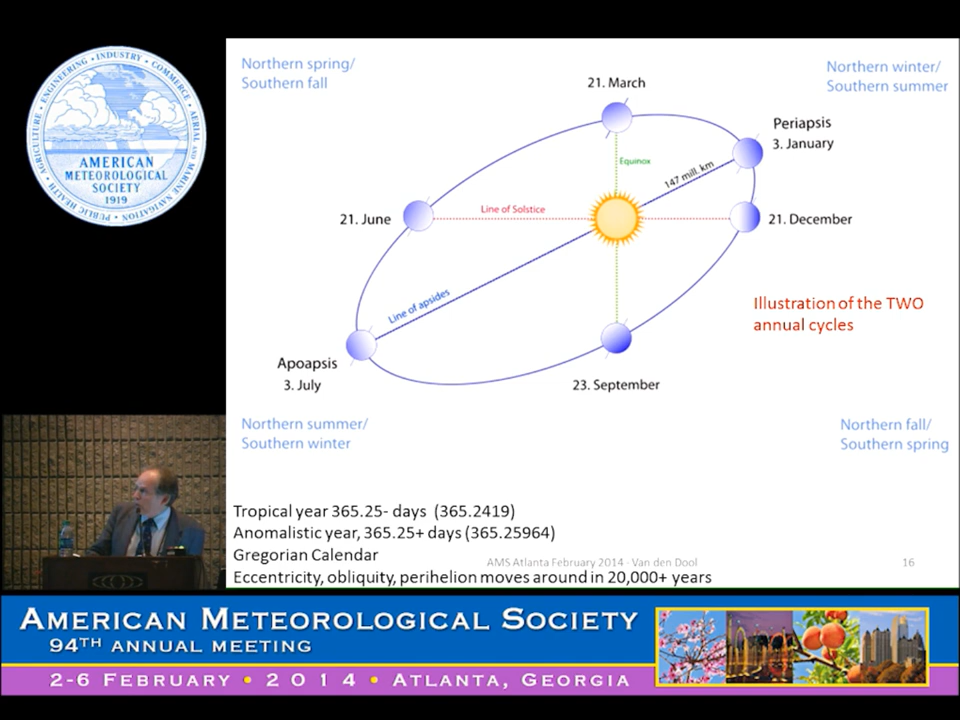 ENGINEERING • INDUSTRY • COMMERCE • AERIAL AND MARINE NAVIGATION • PUBLIC HEALTH • AGRICULTURE •
AMERICAN
METEOROLOGICAL
SOCIETY
1919
Northern spring/
Southern fall
21. March
Northern winter/
Southern summer
Periapsis
3. January
Equinox
147 mill. km
21. June
Line of Solstice
21. December
Line of apsides
Illustration of the TWO
annual cycles
Apoapsis
3. July
23. September
Northern summer/
Southern winter
Northern fall/
Southern spring
Tropical year 365.25- days (365.2419)
Anomalistic year, 365.25+ days (365.25964)
Gregorian Calendar
AMS Atlanta February 2014 - Van den Dool
16
Eccentricity, obliquity, perihelion moves around in 20,000+ years
AMERICAN METEOROLOGICAL SOCIETY
94TH ANNUAL MEETING
2-6 FEBRUARY • 2014 • ATLANTA, GEORGIA